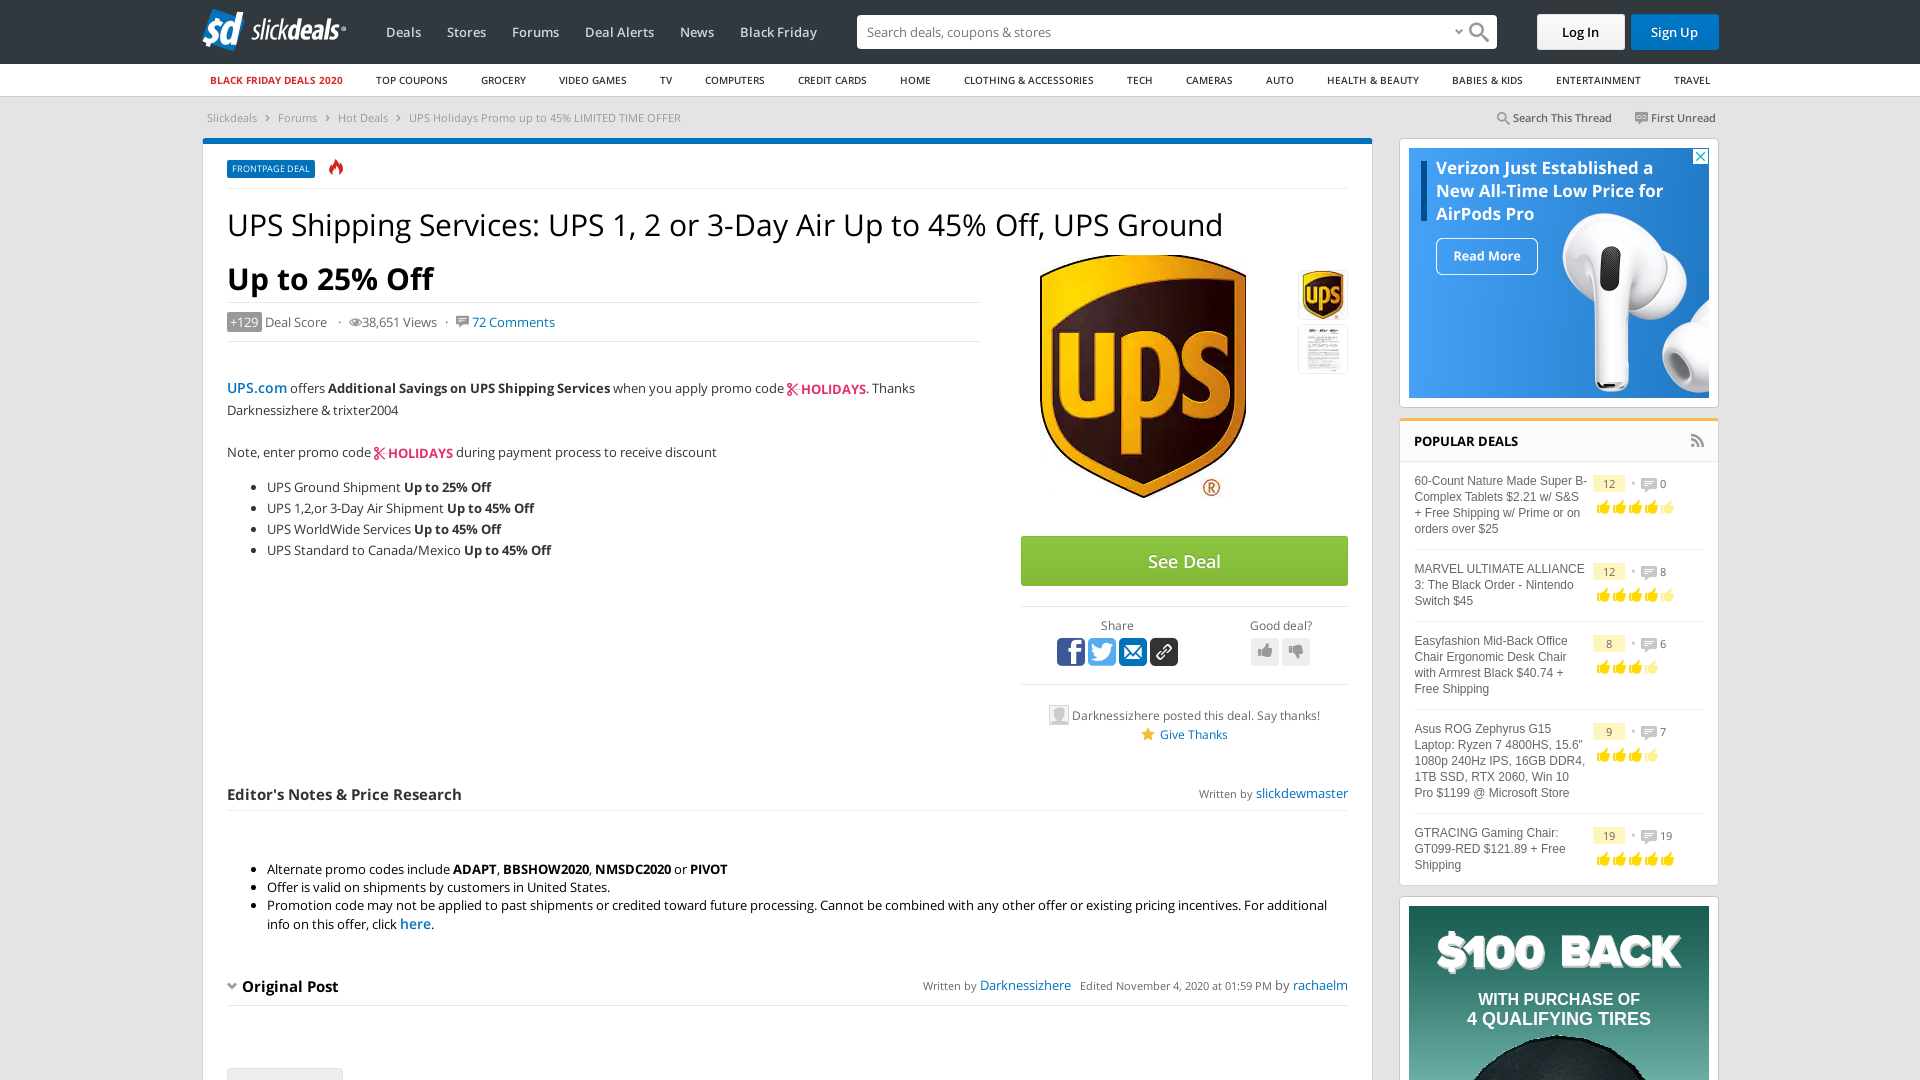 slickdeals
Deals
Stores
Forums
Deal Alerts
News
Black Friday
Search deals, coupons & stores
Log In
Sign Up
BLACK FRIDAY DEALS 2020
TOP COUPONS
GROCERY
VIDEO GAMES
TV
COMPUTERS
CREDIT CARDS
HOME
CLOTHING & ACCESSORIES
TECH
CAMERAS
AUTO
HEALTH & BEAUTY
BABIES & KIDS
ENTERTAINMENT
TRAVEL
Slickdeals > Forums > Hot Deals > UPS Holidays Promo up to 45% LIMITED TIME OFFER
Search This Thread
First Unread
FRONTPAGE DEAL
UPS Shipping Services: UPS 1, 2 or 3-Day Air Up to 45% Off, UPS Ground
Up to 25% Off
+129 Deal Score · 38,651 Views · 72 Comments
UPS.com offers Additional Savings on UPS Shipping Services when you apply promo code HOLIDAYS. Thanks
Darknessizhere & trixter2004
Note, enter promo code HOLIDAYS during payment process to receive discount
• UPS Ground Shipment Up to 25% Off
• UPS 1,2,or 3-Day Air Shipment Up to 45% Off
• UPS WorldWide Services Up to 45% Off
• UPS Standard to Canada/Mexico Up to 45% Off
ups
®
ups
See Deal
Share
Good deal?
Darknessizhere posted this deal. Say thanks!
Give Thanks
Editor's Notes & Price Research
Written by slickdewmaster
• Alternate promo codes include ADAPT, BBSHOW2020, NMSDC2020 or PIVOT
• Offer is valid on shipments by customers in United States.
• Promotion code may not be applied to past shipments or credited toward future processing. Cannot be combined with any other offer or existing pricing incentives. For additional
info on this offer, click here.
Original Post
Written by Darknessizhere Edited November 4, 2020 at 01:59 PM by rachaelm
Verizon Just Established a
New All-Time Low Price for
AirPods Pro
Read More
POPULAR DEALS
60-Count Nature Made Super B-
Complex Tablets $2.21 w/ S&S
+ Free Shipping w/ Prime or on
orders over $25
12 • 0
MARVEL ULTIMATE ALLIANCE
3: The Black Order - Nintendo
Switch $45
12 • 8
Easyfashion Mid-Back Office
Chair Ergonomic Desk Chair
with Armrest Black $40.74 +
Free Shipping
8 • 6
Asus ROG Zephyrus G15
Laptop: Ryzen 7 4800HS, 15.6"
1080p 240Hz IPS, 16GB DDR4,
1TB SSD, RTX 2060, Win 10
Pro $1199 @ Microsoft Store
9 • 7
GTRACING Gaming Chair:
GT099-RED $121.89 + Free
Shipping
19 • 19
$100 BACK
WITH PURCHASE OF
4 QUALIFYING TIRES